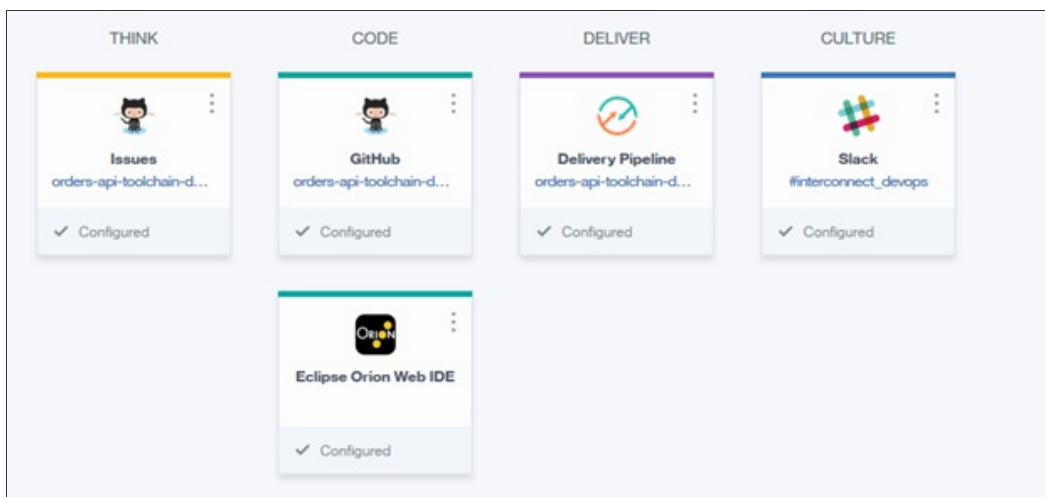 THINK
CODE
DELIVER
CULTURE
Issues
orders-api-toolchain-d...
Configured
GitHub
orders-api-toolchain-d...
Configured
Delivery Pipeline
orders-api-toolchain-d...
Configured
Slack
#interconnect_devops
Configured
ORION
Eclipse Orion Web IDE
Configured